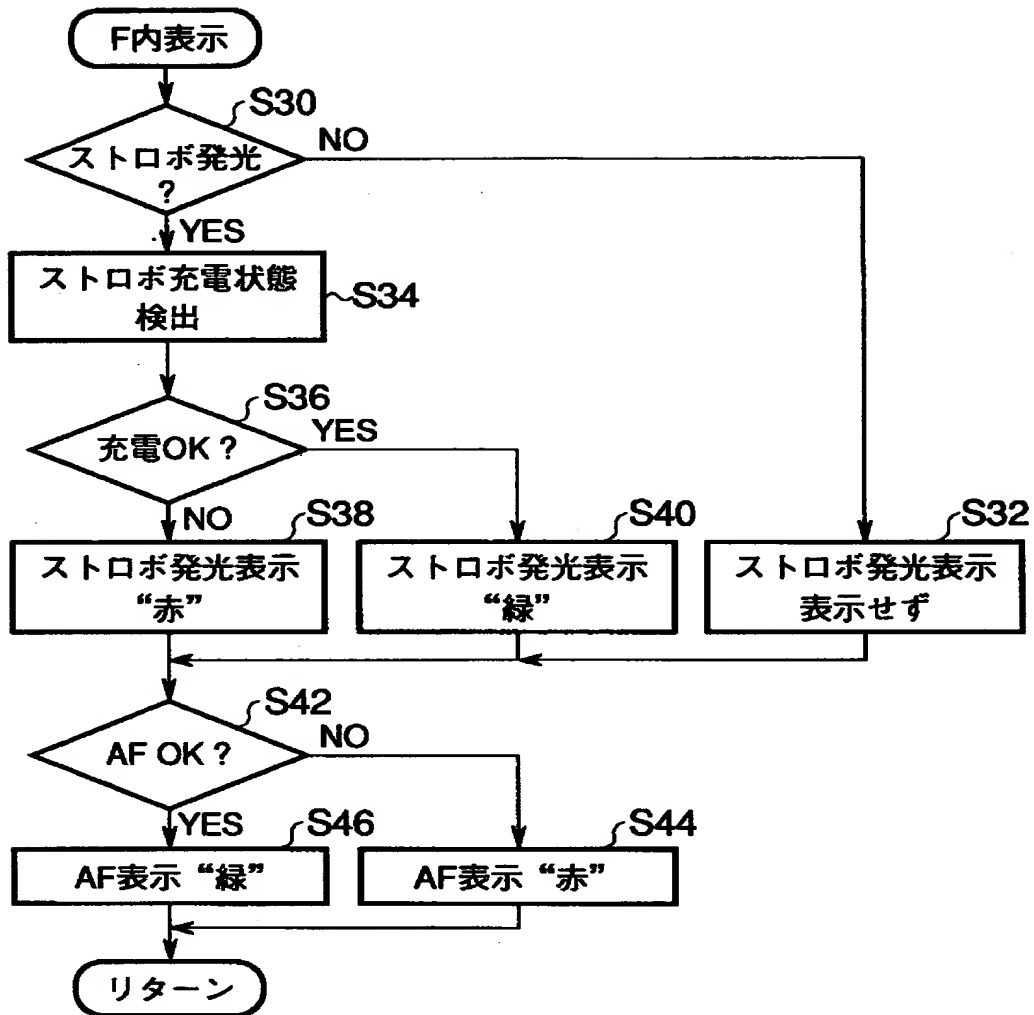 F内表示
S30
ストロボ発光
?
NO
YES
ストロボ充電状態
検出
S34
S36
充電OK?
YES
NO
S38
ストロボ発光表示
“赤”
S40
ストロボ発光表示
“緑”
S32
ストロボ発光表示
表示せず
S42
AF OK?
NO
YES
S46
AF表示“緑”
S44
AF表示“赤”
リターン